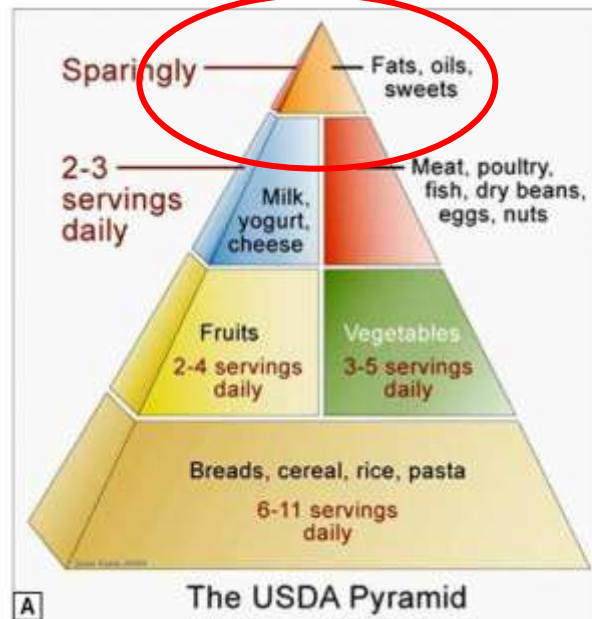 Sparingly
Fats, oils,
sweets
2-3
servings
daily
Milk,
yogurt,
cheese
Meat, poultry,
fish, dry beans,
eggs, nuts
Fruits
2-4 servings
daily
Vegetables
3-5 servings
daily
Breads, cereal, rice, pasta
6-11 servings
daily
A
The USDA Pyramid